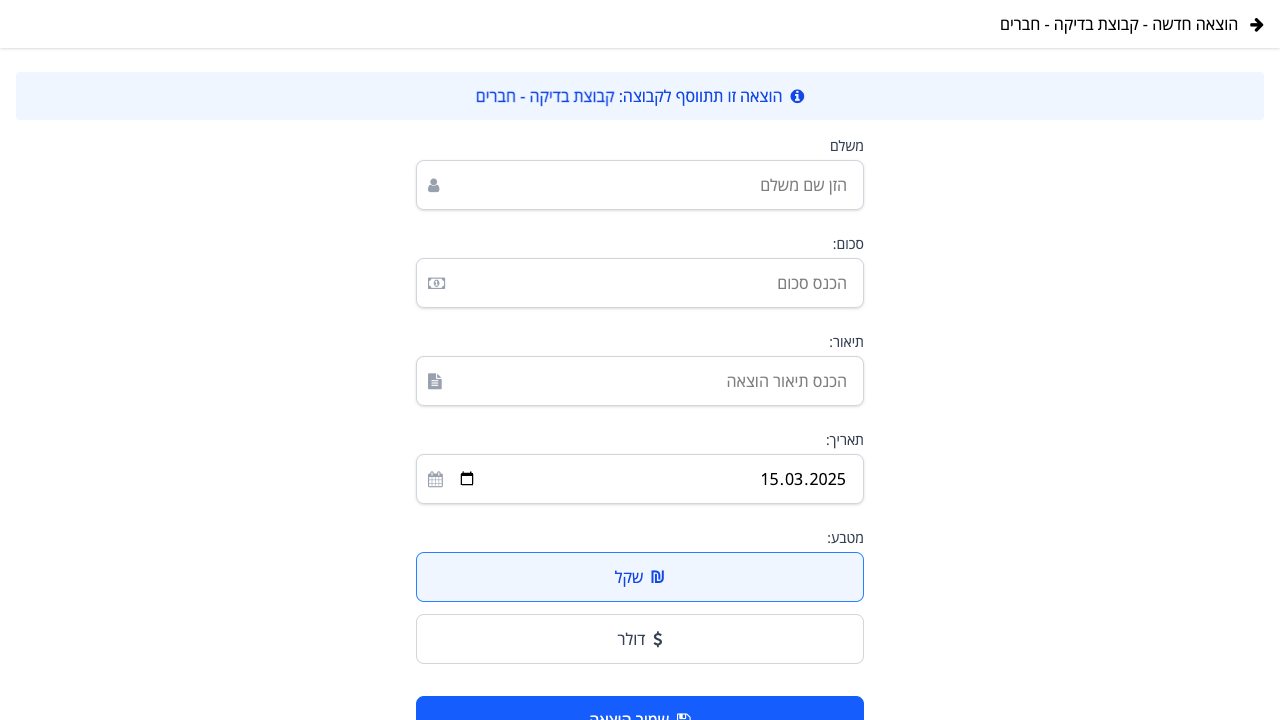 הוצאה חדשה - קבוצת בדיקה - חברים
הוצאה זו תתווסף לקבוצה: קבוצת בדיקה - חברים
משלם
הזן שם משלם
סכום:
הכנס סכום
תיאור:
הכנס תיאור הוצאה
תאריך:
15.03.2025
מטבע:
₪ שקל
$ דולר
שמור הוצאה